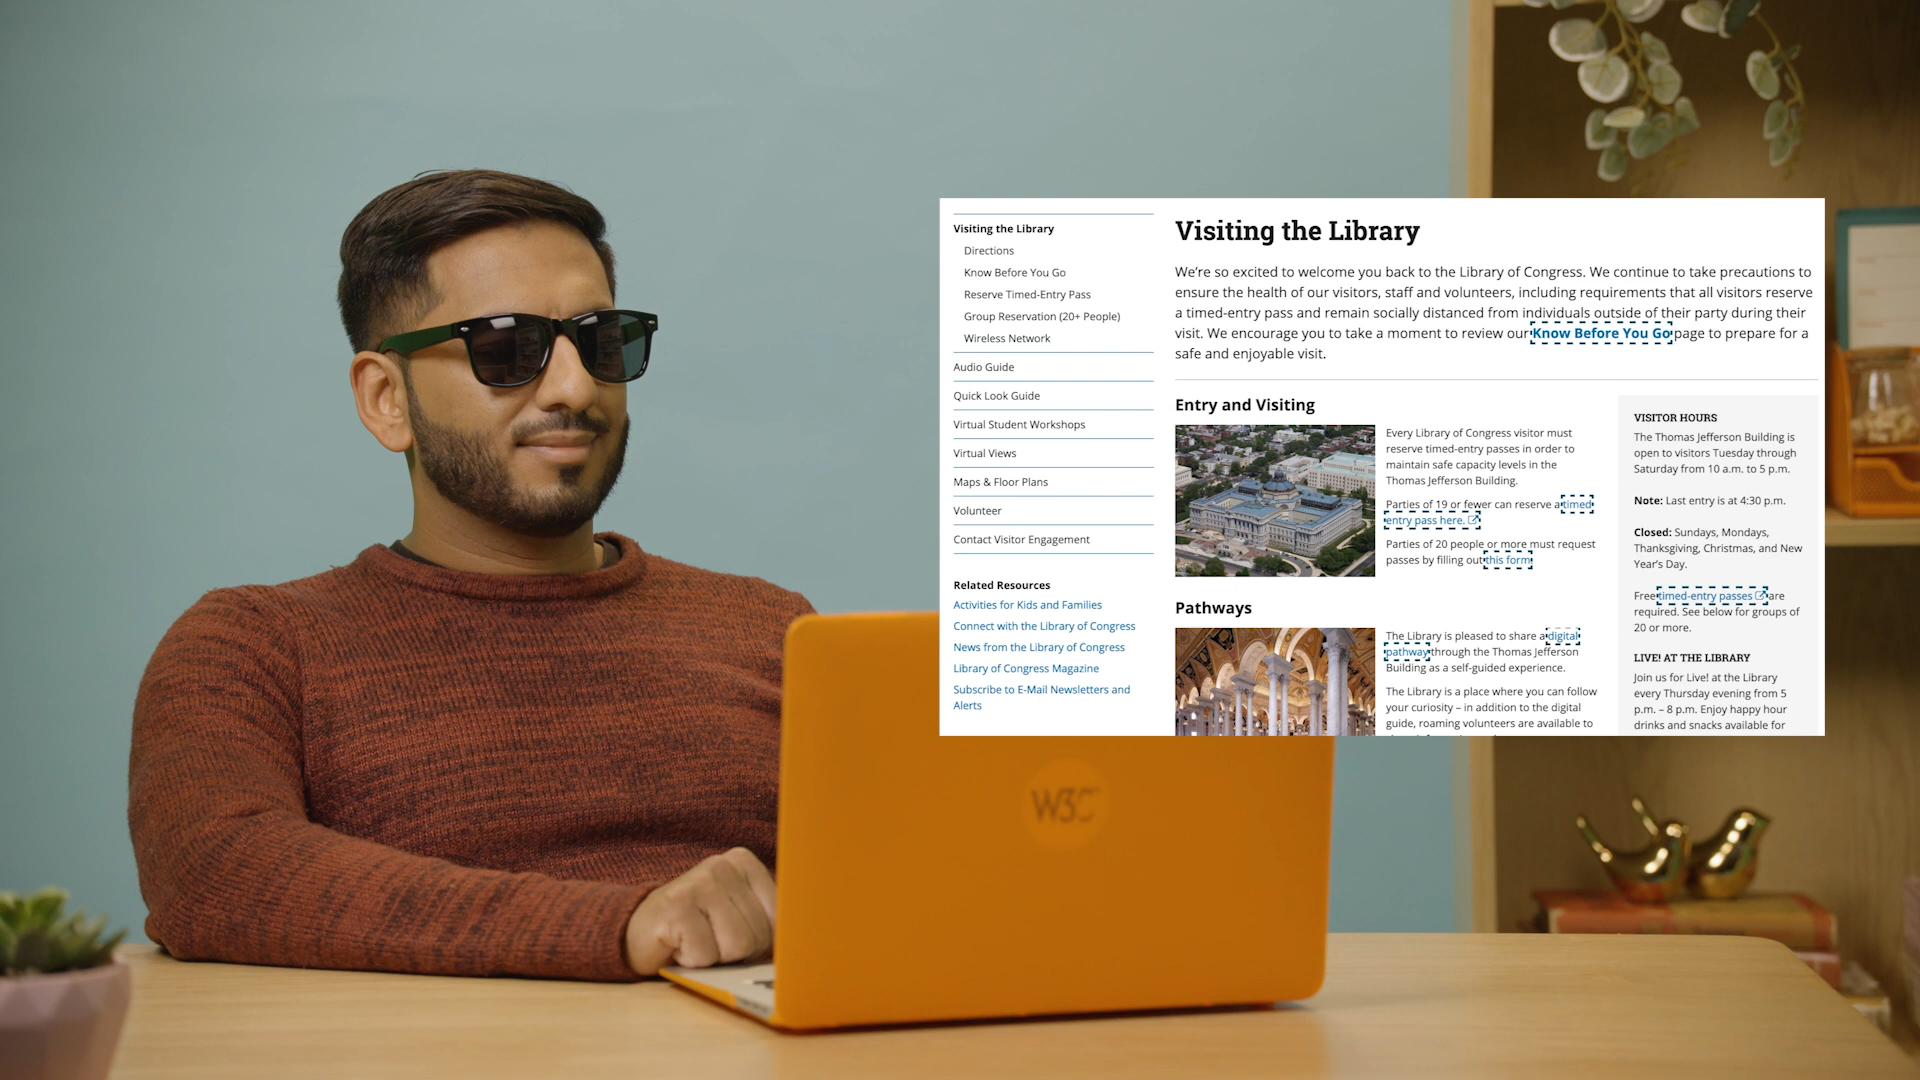 Visiting the Library
Directions
Know Before You Go
Reserve Timed-Entry Pass
Group Reservation (20+ People)
Wireless Network
Audio Guide
Quick Look Guide
Virtual Student Workshops
Virtual Views
Maps & Floor Plans
Volunteer
Contact Visitor Engagement
Related Resources
Activities for Kids and Families
Connect with the Library of Congress
News from the Library of Congress
Library of Congress Magazine
Subscribe to E-Mail Newsletters and
Alerts
Visiting the Library
We're so excited to welcome you back to the Library of Congress. We continue to take precautions to
ensure the health of our visitors, staff and volunteers, including requirements that all visitors reserve
a timed-entry pass and remain socially distanced from individuals outside of their party during their
visit. We encourage you to take a moment to review our Know Before You Go page to prepare for a
safe and enjoyable visit.
Entry and Visiting
Every Library of Congress visitor must
reserve timed-entry passes in order to
maintain safe capacity levels in the
Thomas Jefferson Building.
Parties of 19 or fewer can reserve a timed
entry pass here.
Parties of 20 people or more must request
passes by filling out this form.
Pathways
The Library is pleased to share a digital
pathway through the Thomas Jefferson
Building as a self-guided experience.
The Library is a place where you can follow
your curiosity – in addition to the digital
guide, roaming volunteers are available to
VISITOR HOURS
The Thomas Jefferson Building is
open to visitors Tuesday through
Saturday from 10 a.m. to 5 p.m.
Note: Last entry is at 4:30 p.m.
Closed: Sundays, Mondays,
Thanksgiving, Christmas, and New
Year's Day.
Free timed-entry passes are
required. See below for groups of
20 or more.
LIVE! AT THE LIBRARY
Join us for Live! at the Library
every Thursday evening from 5
p.m. – 8 p.m. Enjoy happy hour
drinks and snacks available for
W3C